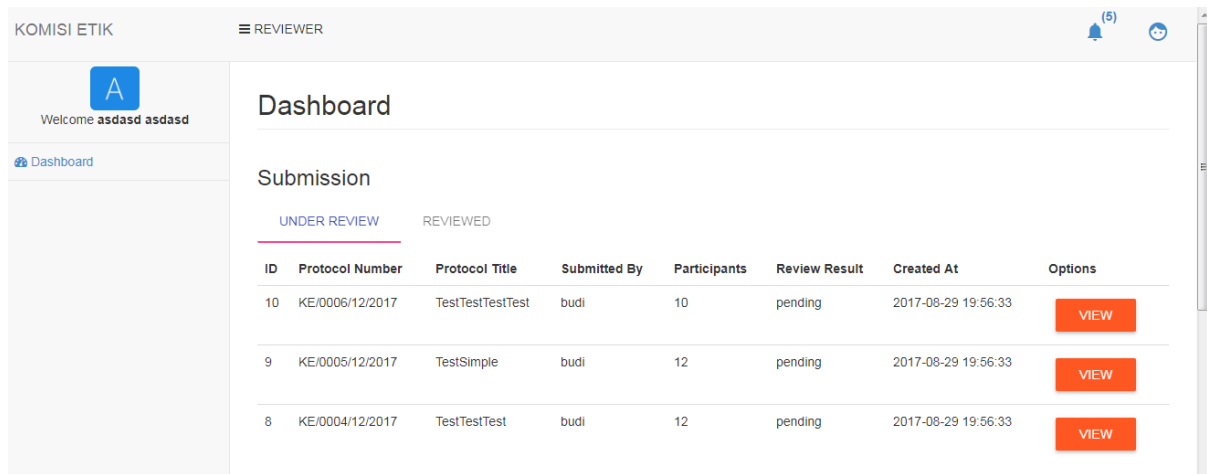 KOMISI ETIK
REVIEWER
(5)
A
Welcome asdasd asdasd
Dashboard
Dashboard
Submission
UNDER REVIEW REVIEWED
ID Protocol Number Protocol Title Submitted By Participants Review Result Created At Options
10 KE/0006/12/2017 TestTestTestTest budi 10 pending 2017-08-29 19:56:33 VIEW
9 KE/0005/12/2017 TestSimple budi 12 pending 2017-08-29 19:56:33 VIEW
8 KE/0004/12/2017 TestTestTest budi 12 pending 2017-08-29 19:56:33 VIEW